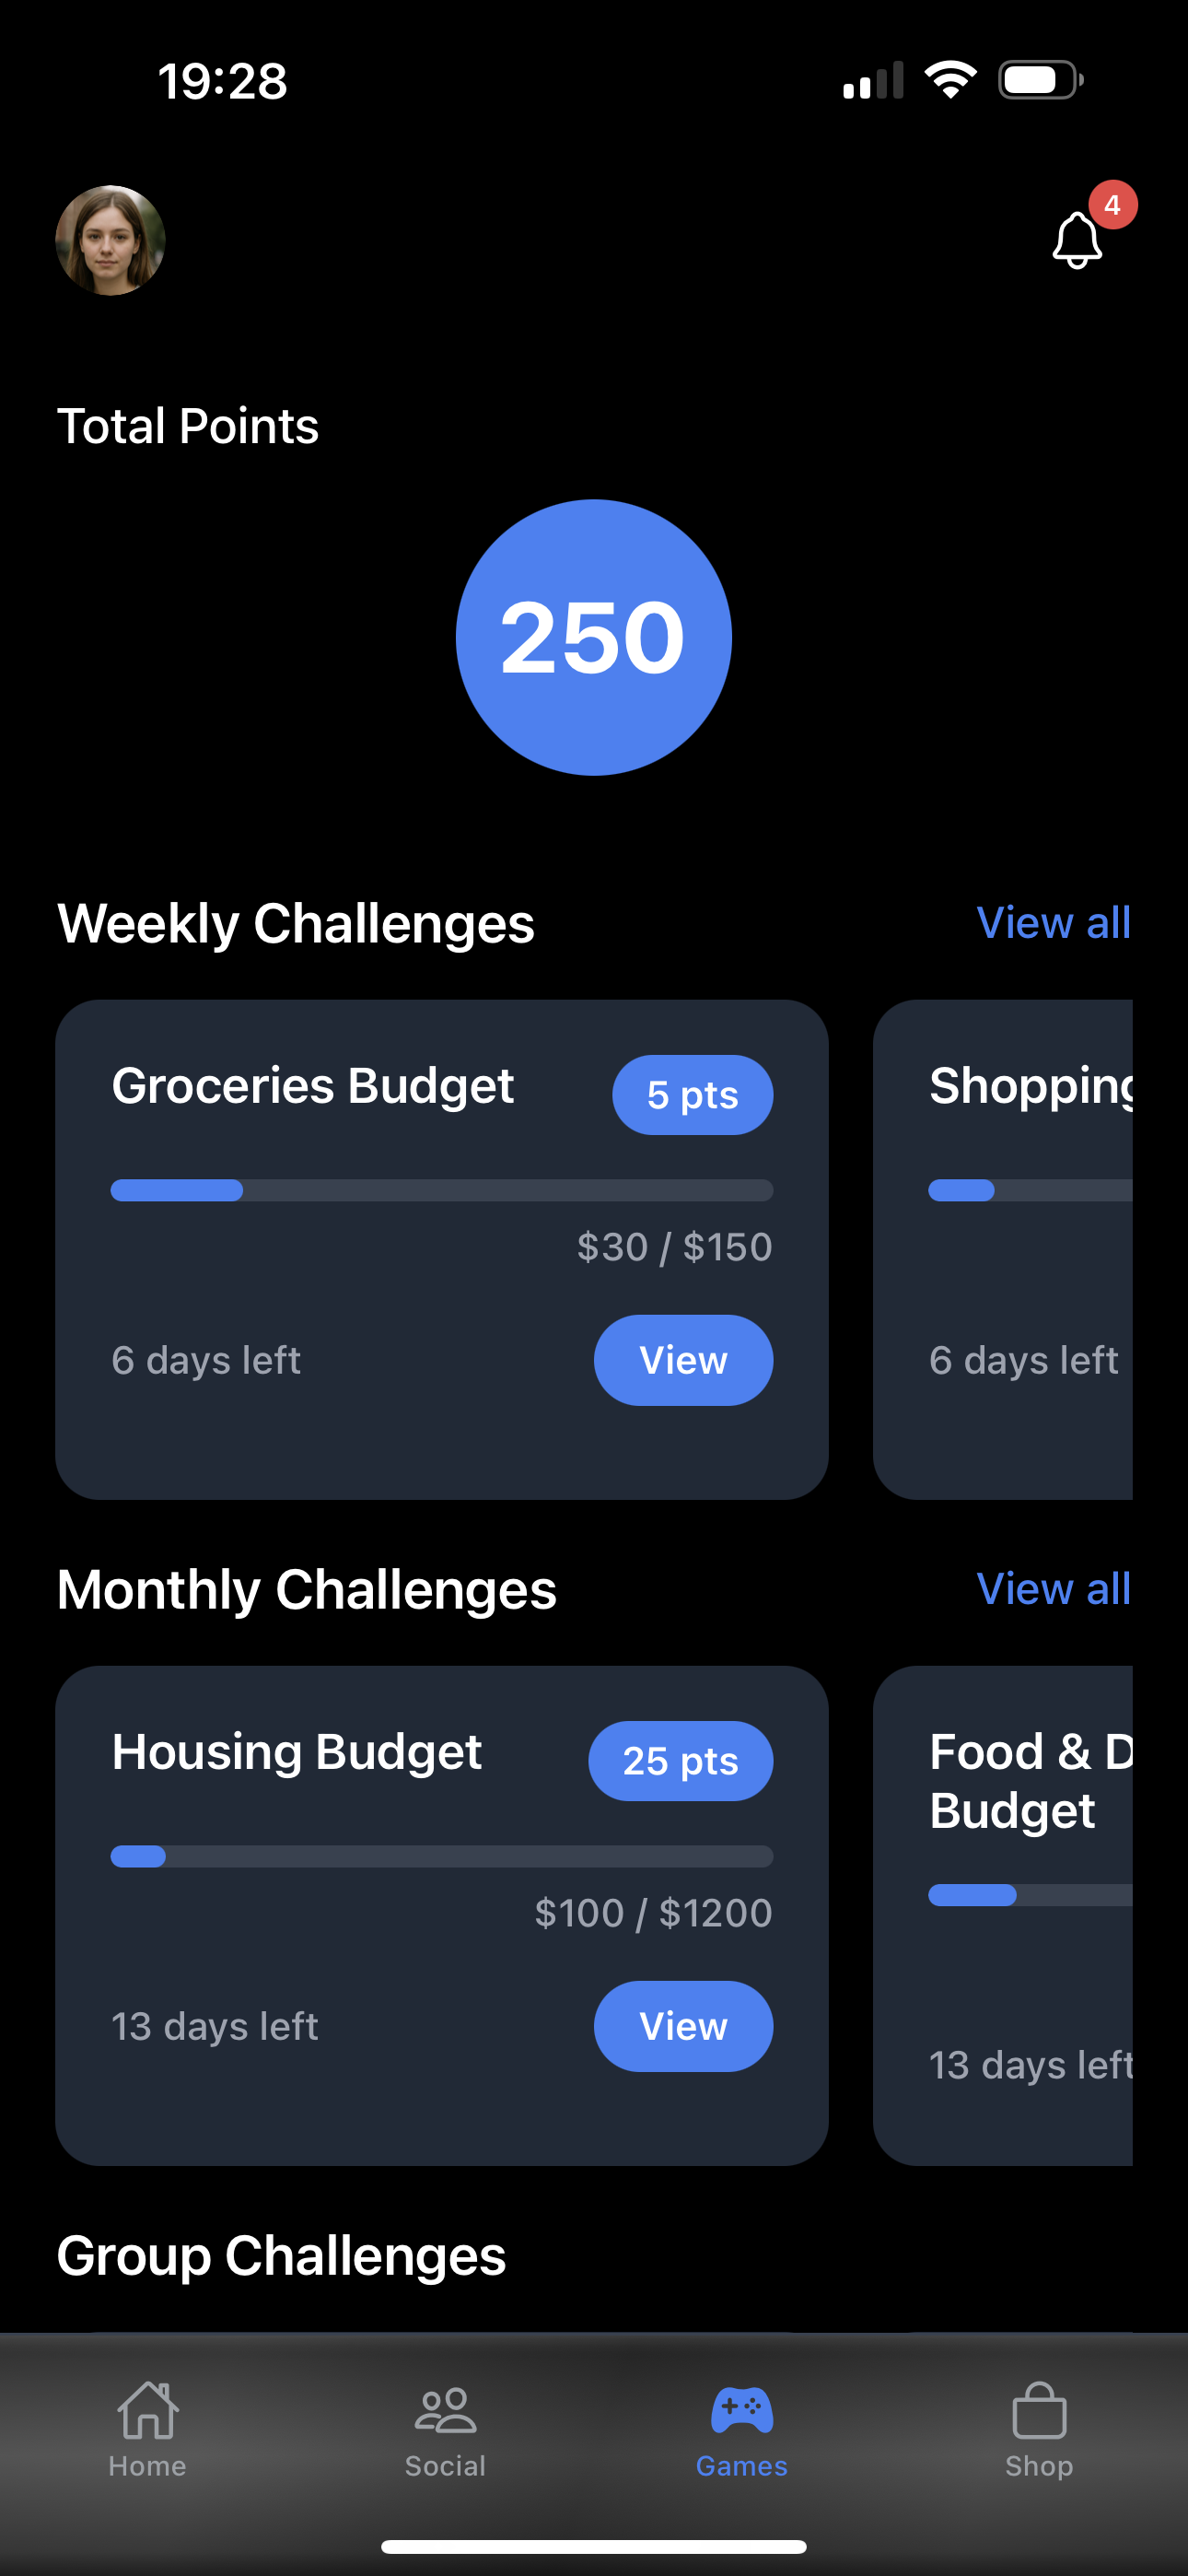 19:28
4
Total Points
250
Weekly Challenges
View all
Groceries Budget
5 pts
$30 / $150
6 days left
View
Shopping
6 days left
Monthly Challenges
View all
Housing Budget
25 pts
$100 / $1200
13 days left
View
Food & D
Budget
13 days left
Group Challenges
Home
Social
Games
Shop